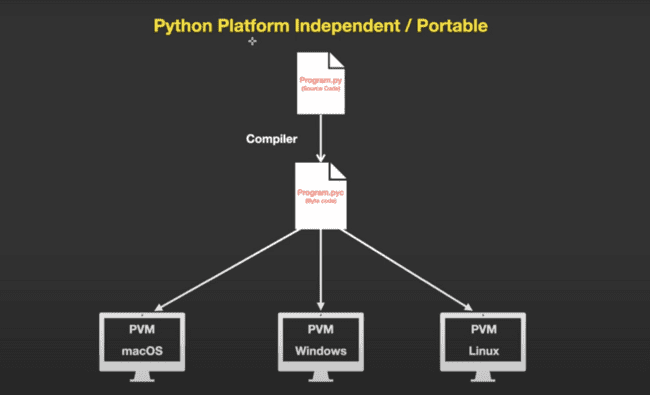 Python Platform Independent / Portable
Program.py
(Source Code)
Compiler
Program.pyc
(Byte code)
PVM
macOS
PVM
Windows
PVM
Linux